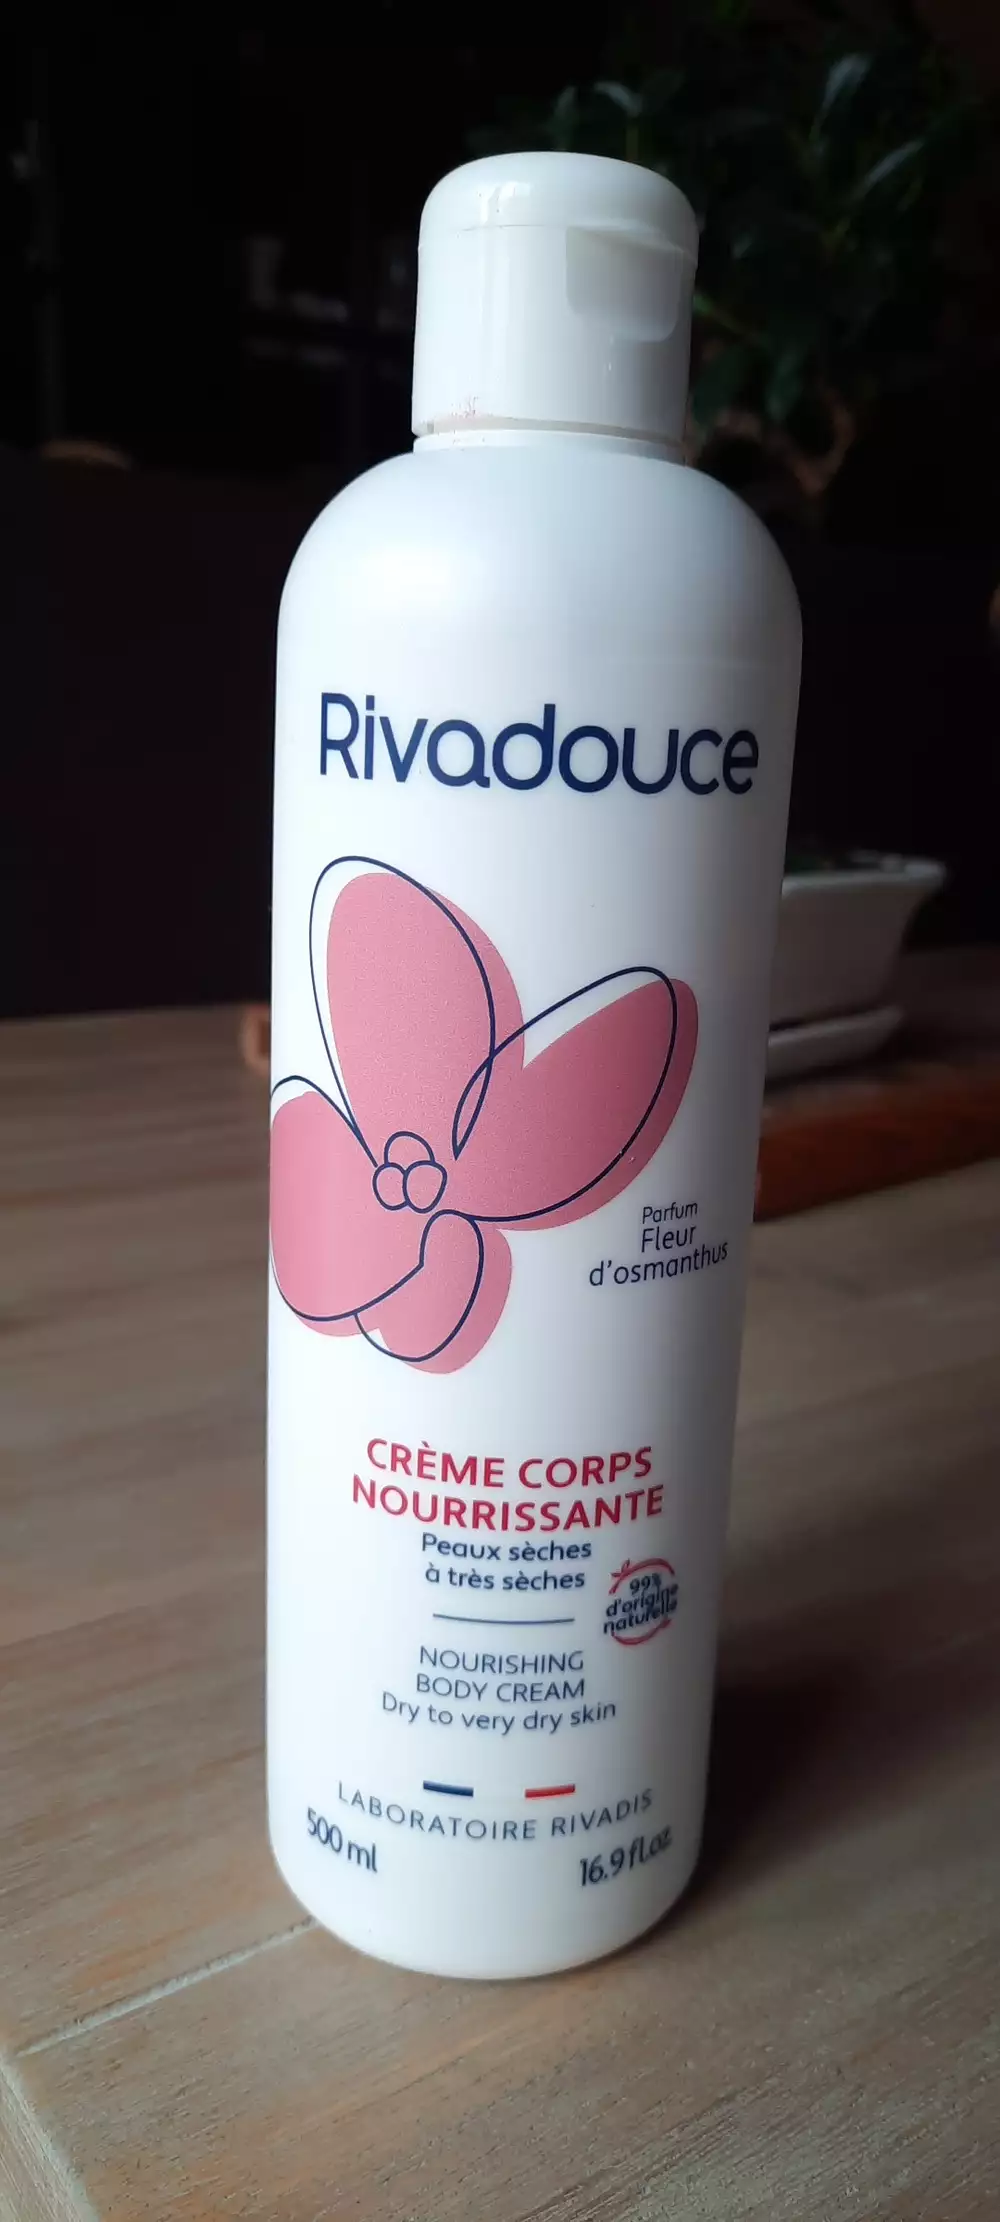 Rivadouce
Parfum
Fleur
d'osmanthus
CRÈME CORPS
NOURRISSANTE
Peaux sèches
à très sèches
99%
d'origine
naturelle
NOURISHING
BODY CREAM
Dry to very dry skin
LABORATOIRE RIVADIS
500 ml
16.9 fl.oz